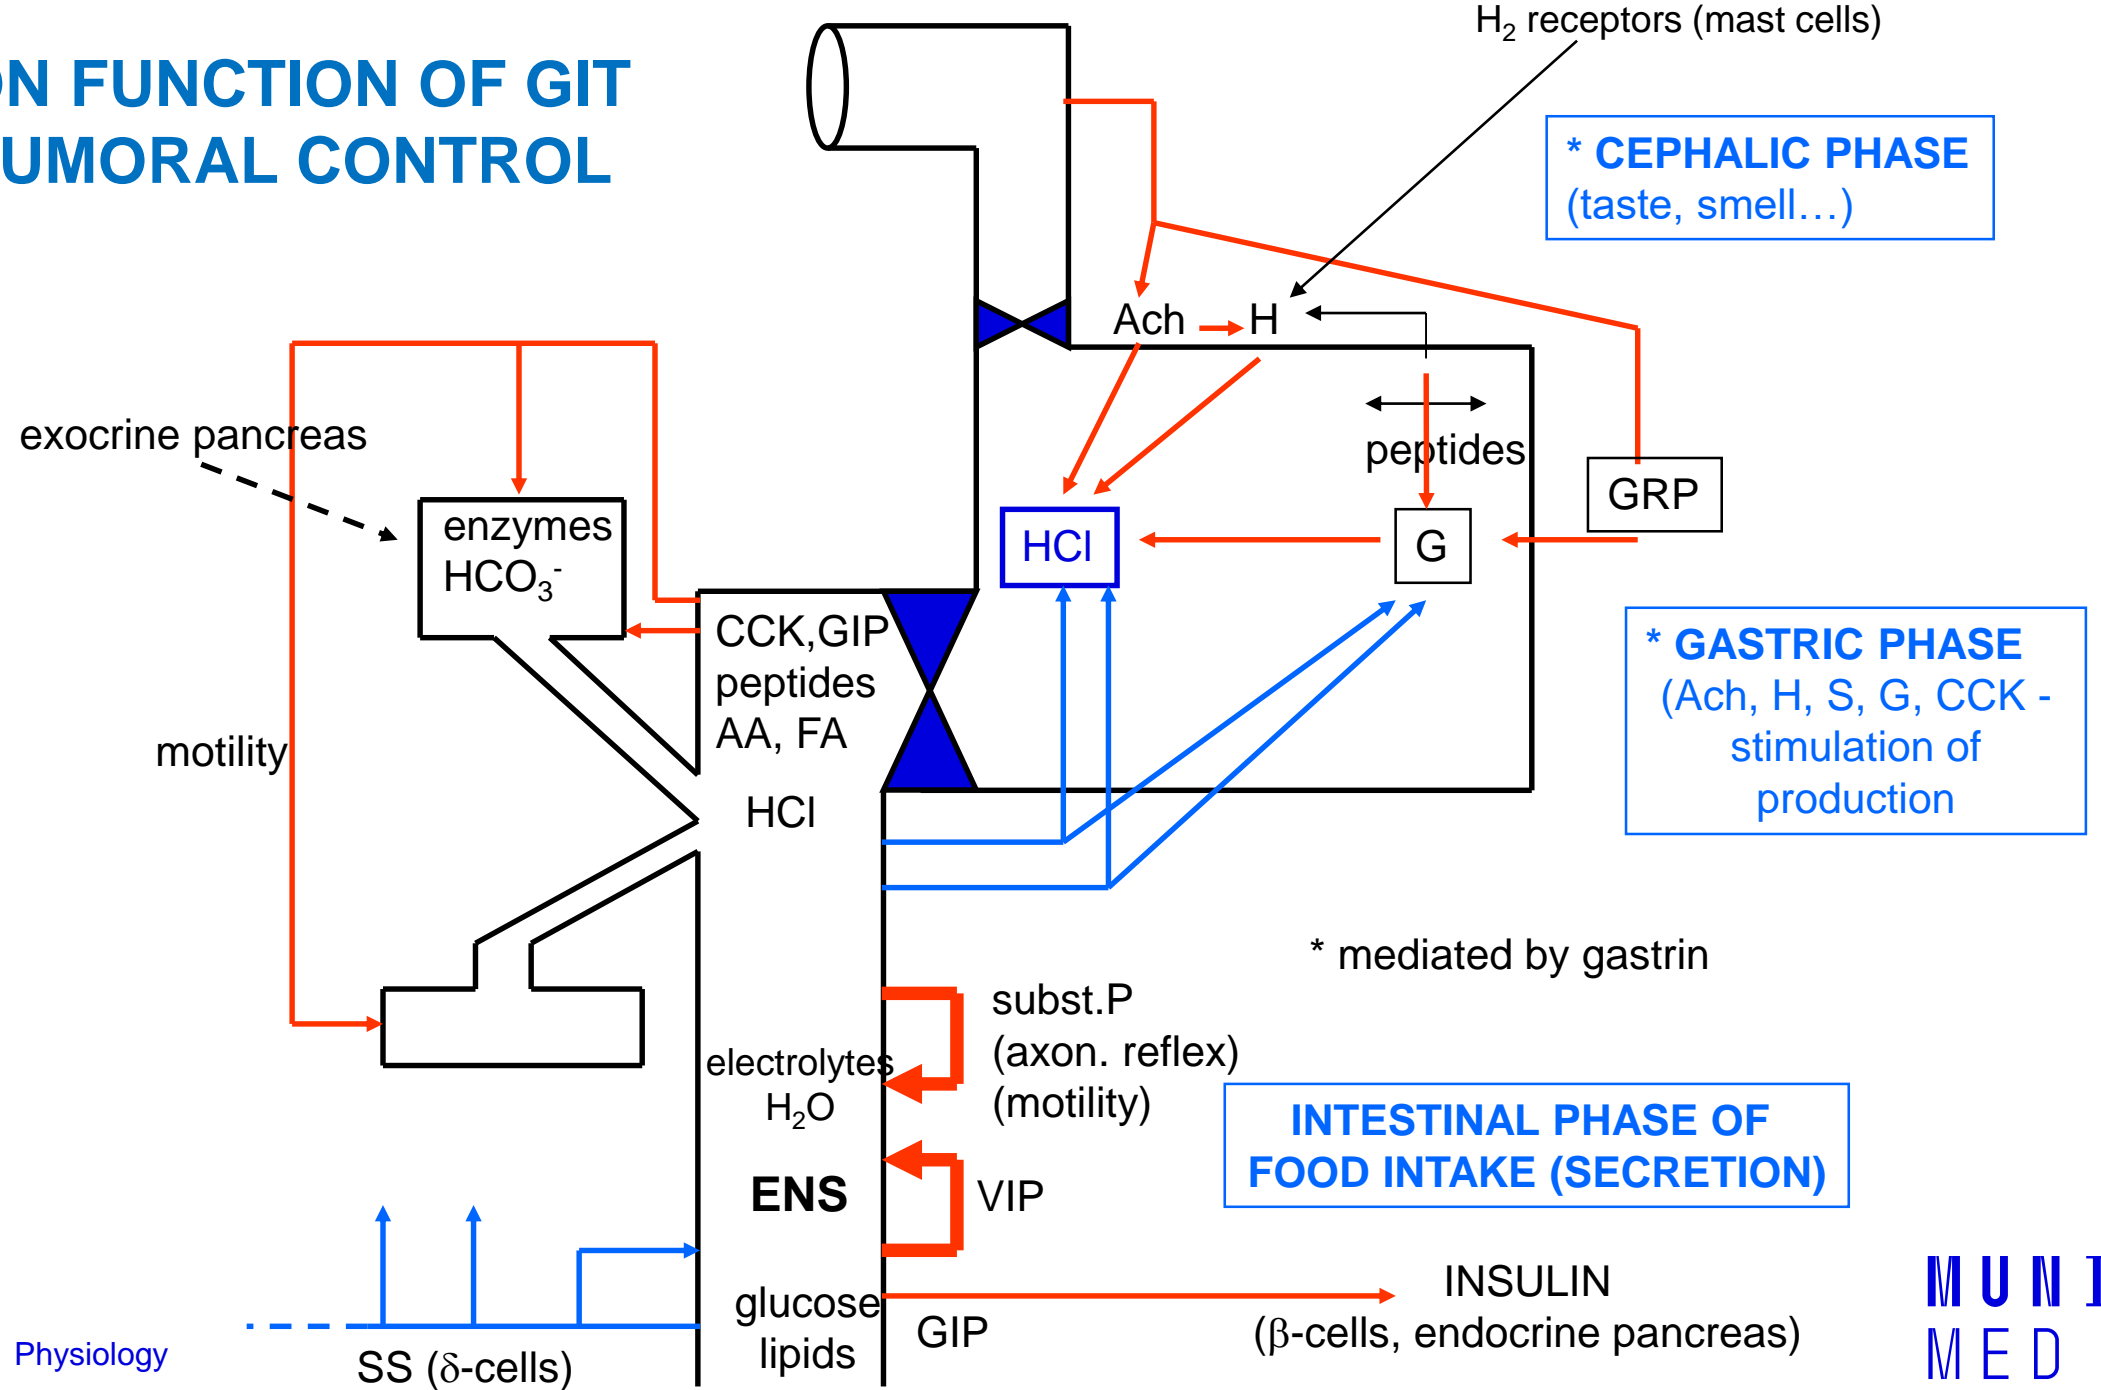 ON FUNCTION OF GIT
UMORAL CONTROL
H₂ receptors (mast cells)
* CEPHALIC PHASE
(taste, smell…)
Ach
H
exocrine pancreas
peptides
GRP
enzymes
HCO₃⁻
HCl
G
CCK,GIP
peptides
AA, FA
* GASTRIC PHASE
(Ach, H, S, G, CCK -
stimulation of
production
motility
HCl
* mediated by gastrin
subst.P
(axon. reflex)
(motility)
electrolytes
H₂O
INTESTINAL PHASE OF
FOOD INTAKE (SECRETION)
ENS
VIP
glucose
lipids
GIP
INSULIN
(β-cells, endocrine pancreas)
Physiology
SS (δ-cells)
MUNI
MED